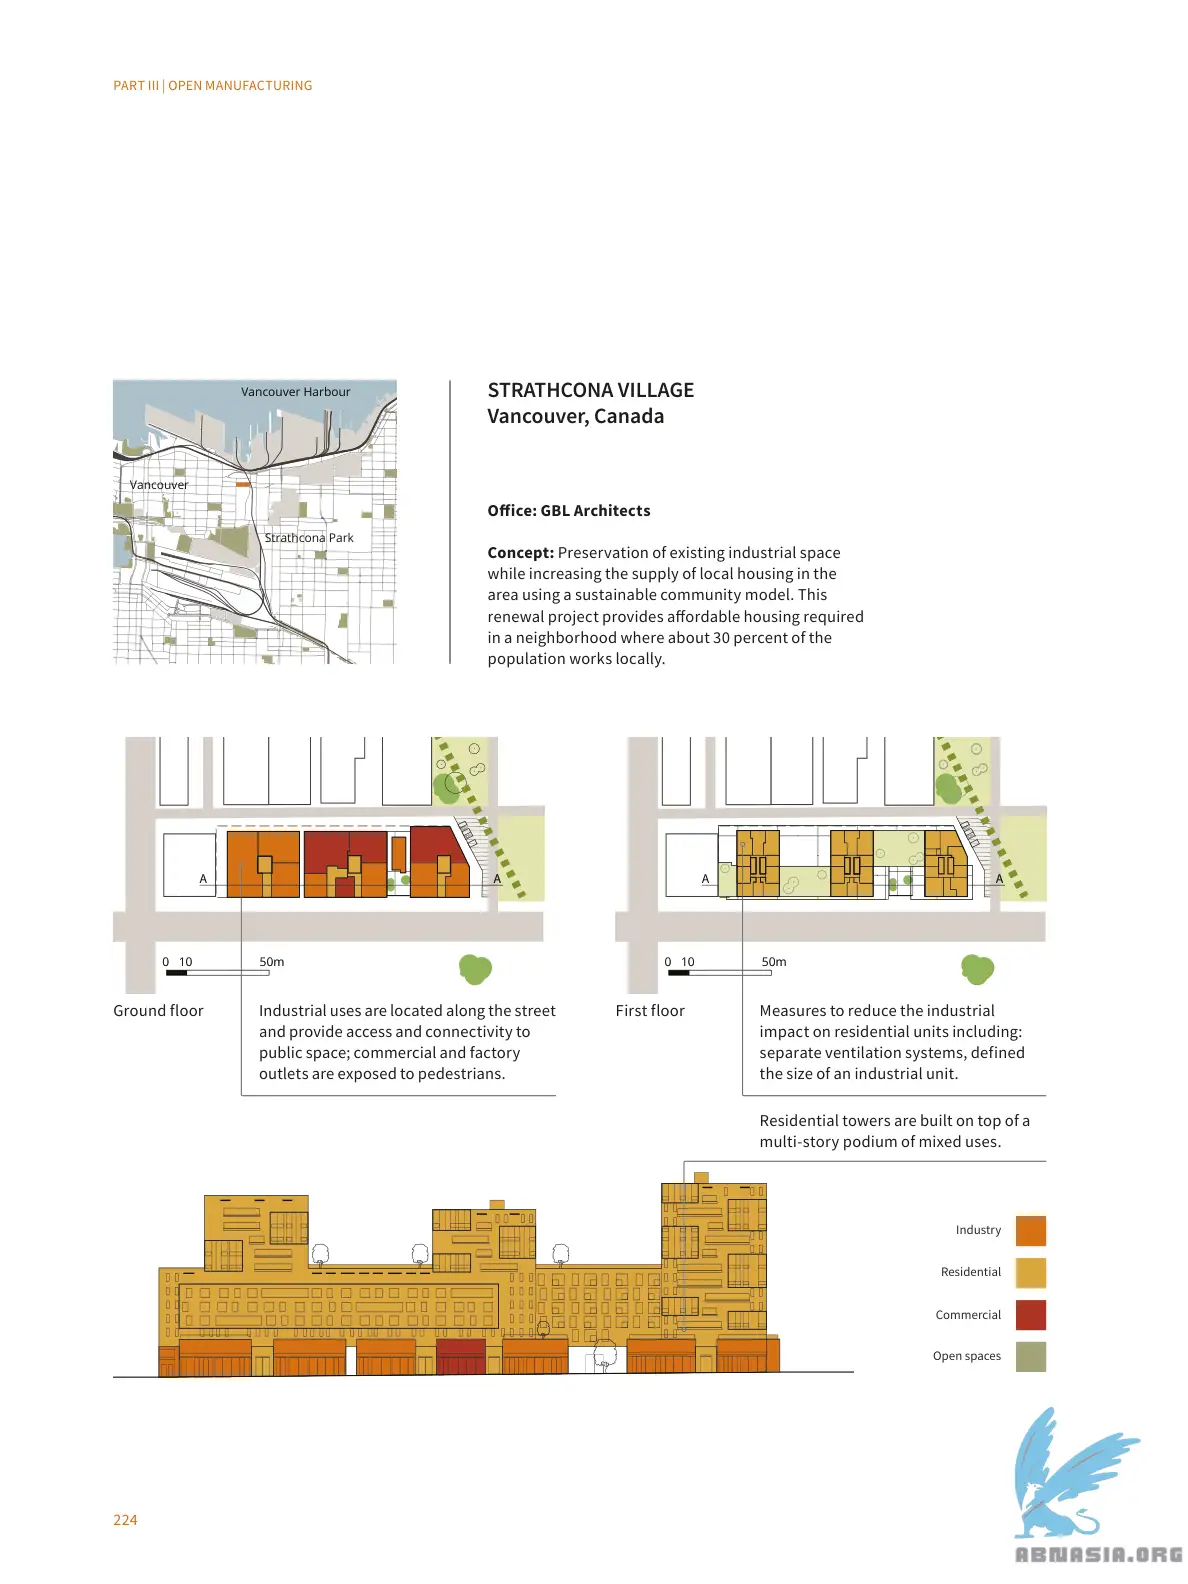 PART III | OPEN MANUFACTURING
Vancouver Harbour
Vancouver
Strathcona Park
STRATHCONA VILLAGE
Vancouver, Canada
Office: GBL Architects
Concept: Preservation of existing industrial space
while increasing the supply of local housing in the
area using a sustainable community model. This
renewal project provides affordable housing required
in a neighborhood where about 30 percent of the
population works locally.
A
A
0 10 50m
Ground floor
Industrial uses are located along the street
and provide access and connectivity to
public space; commercial and factory
outlets are exposed to pedestrians.
A
A
0 10 50m
First floor
Measures to reduce the industrial
impact on residential units including:
separate ventilation systems, defined
the size of an industrial unit.
Residential towers are built on top of a
multi-story podium of mixed uses.
Industry
Residential
Commercial
Open spaces
224
ABNASIA.ORG